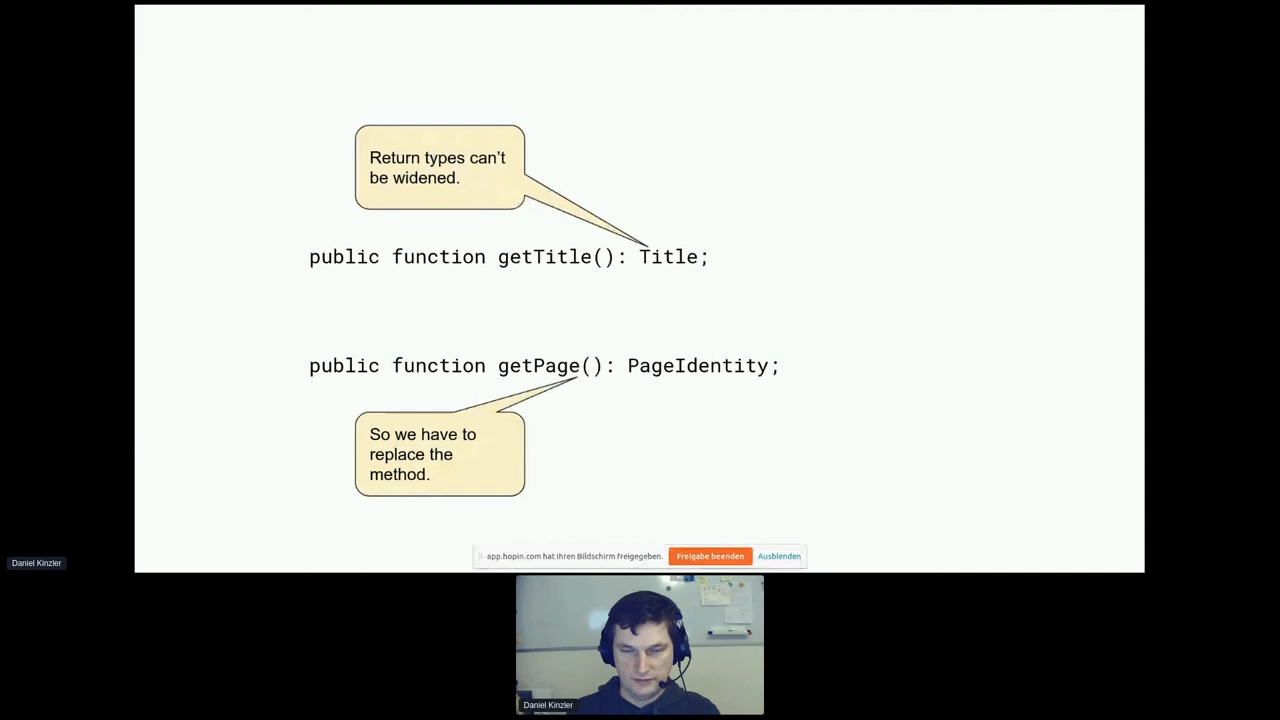 Return types can’t
be widened.
public function getTitle(): Title;
public function getPage(): PageIdentity;
So we have to
replace the
method.
app.hopin.com hat Ihren Bildschirm freigegeben. Freigabe beenden Ausblenden
Daniel Kinzler
Daniel Kinzler